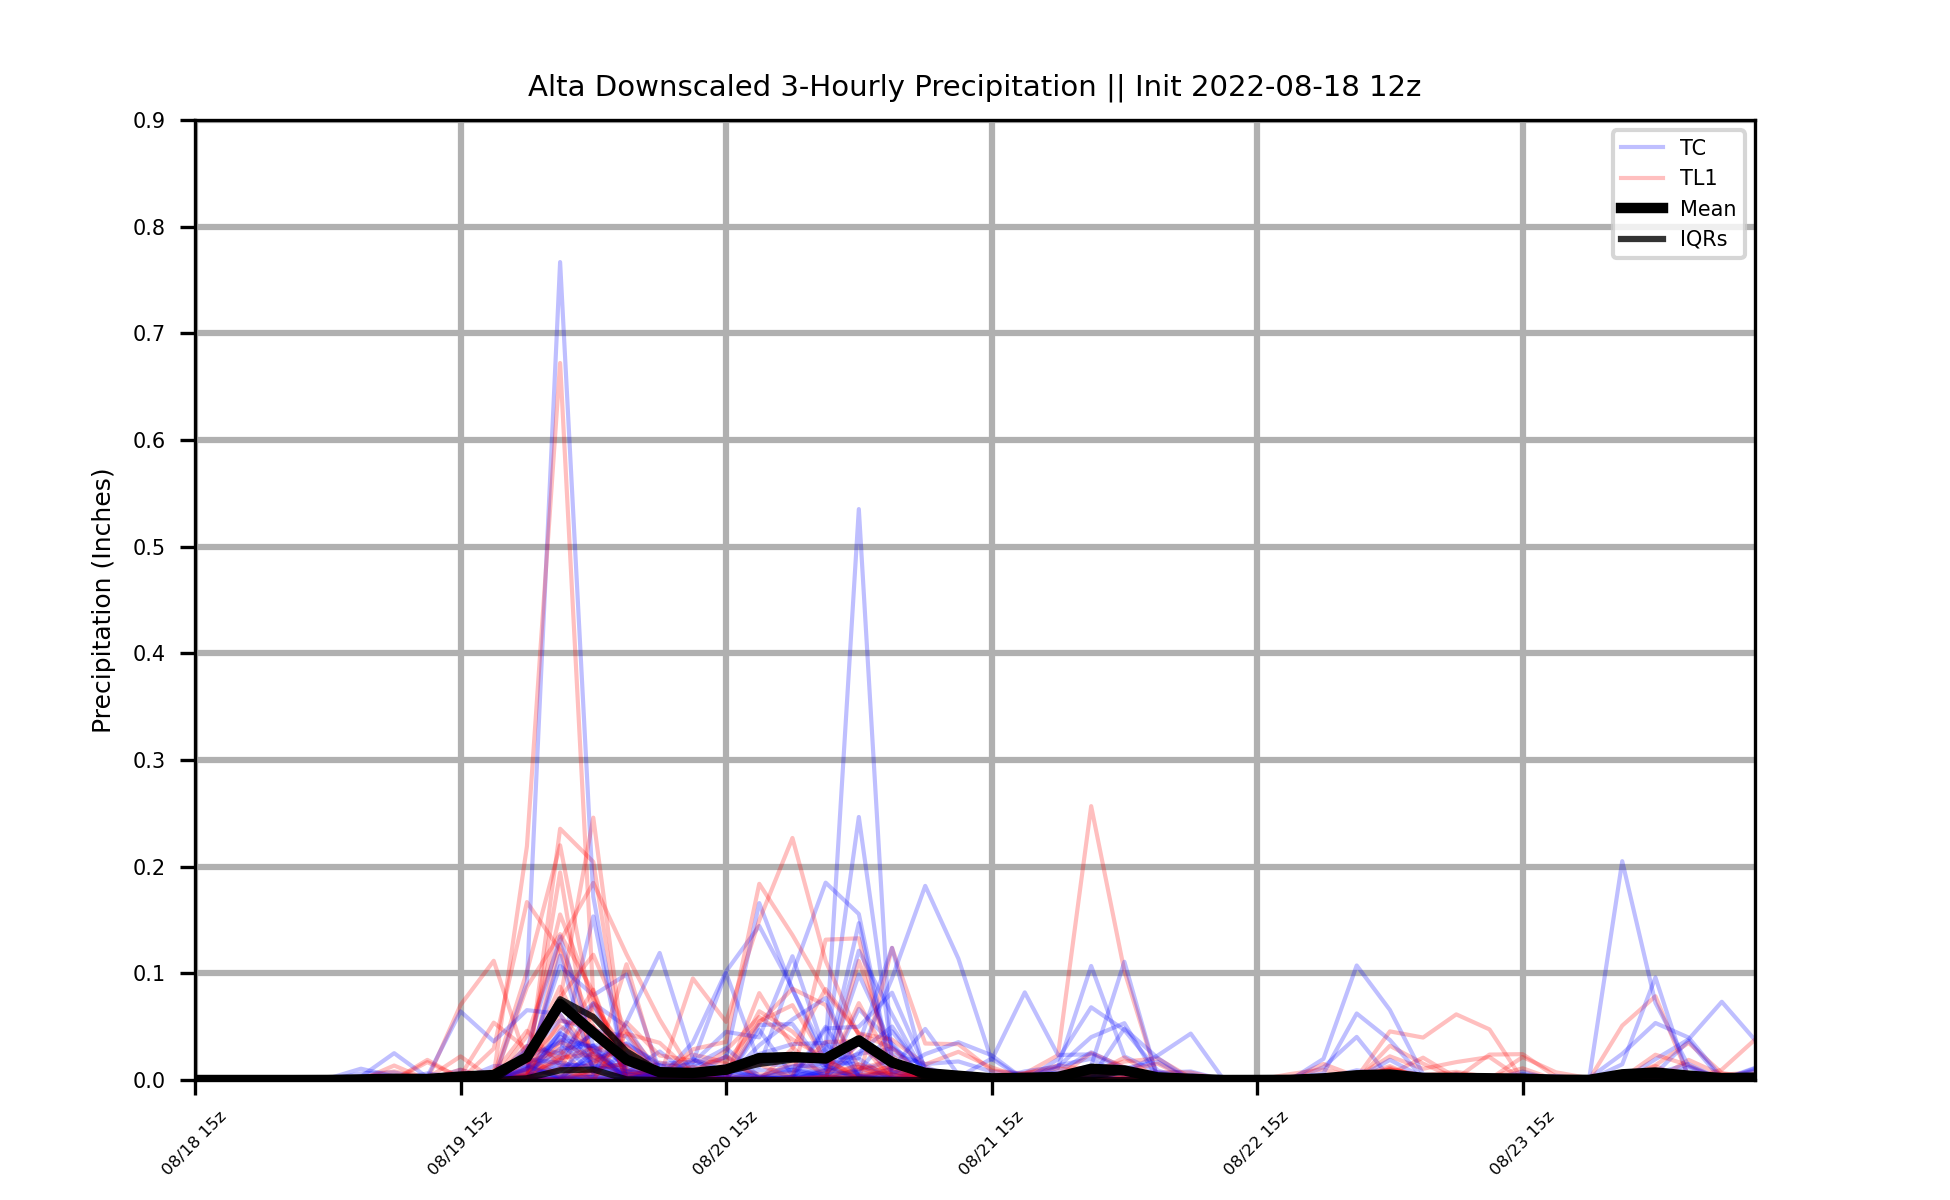 Alta Downscaled 3-Hourly Precipitation || Init 2022-08-18 12z
0.9
0.8
0.7
0.6
0.5
0.4
0.3
0.2
0.1
0.0
Precipitation (Inches)
TC
TL1
Mean
IQRs
08/18 15z
08/19 15z
08/20 15z
08/21 15z
08/22 15z
08/23 15z